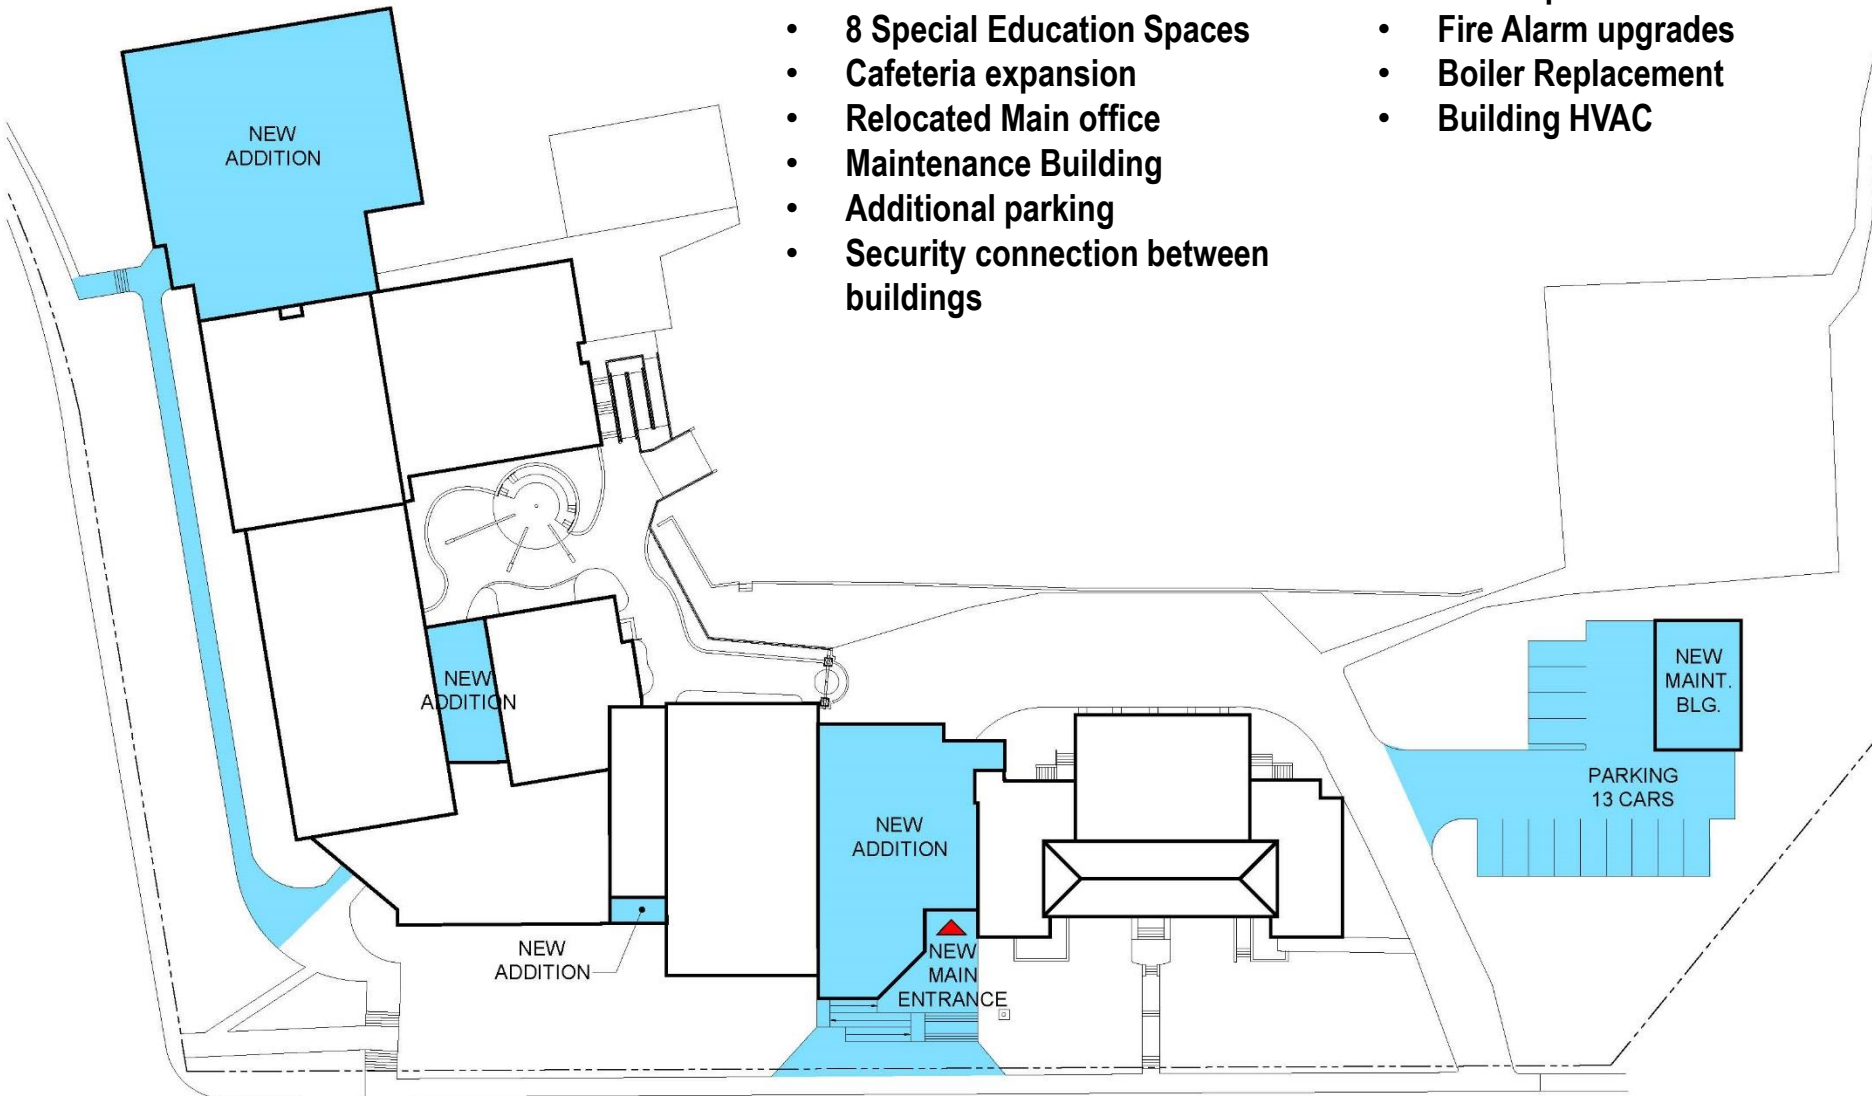 • 8 Special Education Spaces
• Cafeteria expansion
• Relocated Main office
• Maintenance Building
• Additional parking
• Security connection between
buildings
• Fire Alarm upgrades
• Boiler Replacement
• Building HVAC
NEW
ADDITION
NEW
ADDITION
NEW
ADDITION
NEW
ADDITION
NEW
MAIN
ENTRANCE
NEW
MAINT.
BLG.
PARKING
13 CARS